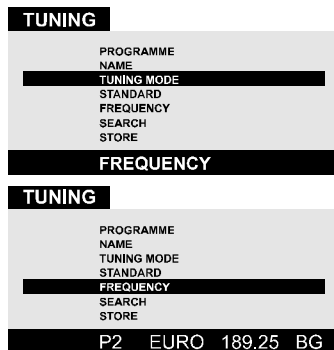 TUNING
PROGRAMME
NAME
TUNING MODE
STANDARD
FREQUENCY
SEARCH
STORE
FREQUENCY
TUNING
PROGRAMME
NAME
TUNING MODE
STANDARD
FREQUENCY
SEARCH
STORE
P2 EURO 189.25 BG